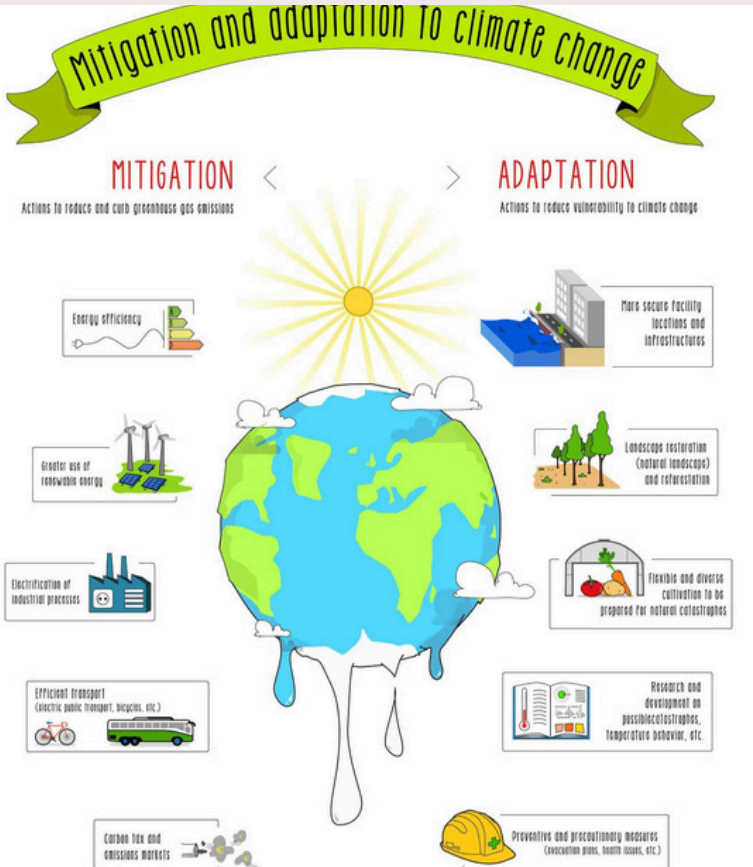 Mitigation and adaptation to climate change
MITIGATION
ADAPTATION
Actions to reduce and curb greenhouse gas emissions
Actions to reduce vulnerability to climate change
Energy efficiency
More secure facility
locations and
infrastructures
Greater use of
renewable energy
Landscape restoration
(natural landscape)
and reforestation
Electrification of
industrial processes
Flexible and diverse
cultivation to be
prepared for natural catastrophes
Efficient transport
(electric public transport, bicycles, etc.)
Research and
development on
possiblecatastrophes,
temperature behavior, etc.
Carbon tax and
emissions markets
Preventive and precautionary measures
(evacuation plans, health issues, etc.)